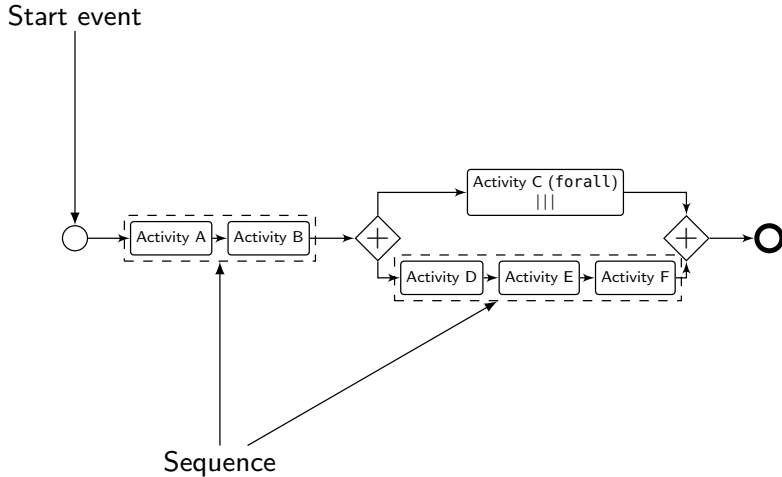 Start event
Activity C (forall)
|||
Activity A
Activity B
Activity D
Activity E
Activity F
Sequence